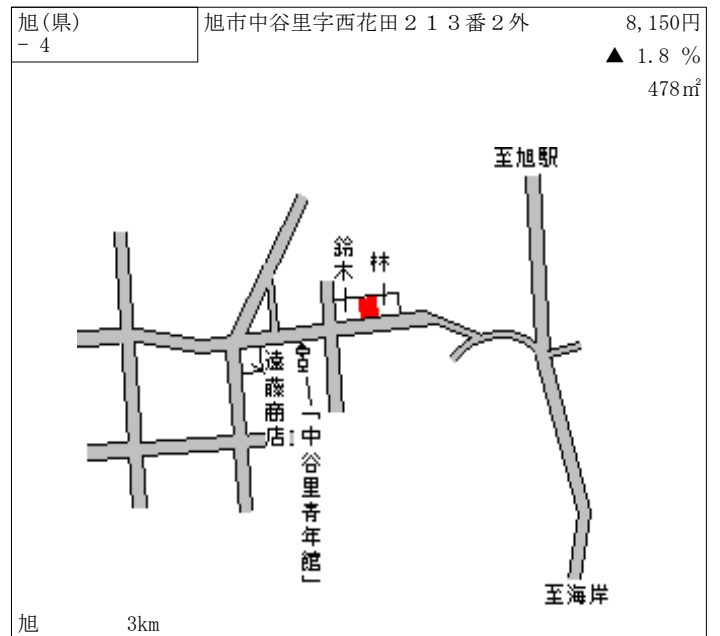 旭(県)
- 4
旭市中谷里字西花田213番2外
8,150円
▲ 1.8 %
478㎡
至旭駅
鈴木
林
遠藤商店
宮
「中谷里青年館」
至海岸
旭 3km